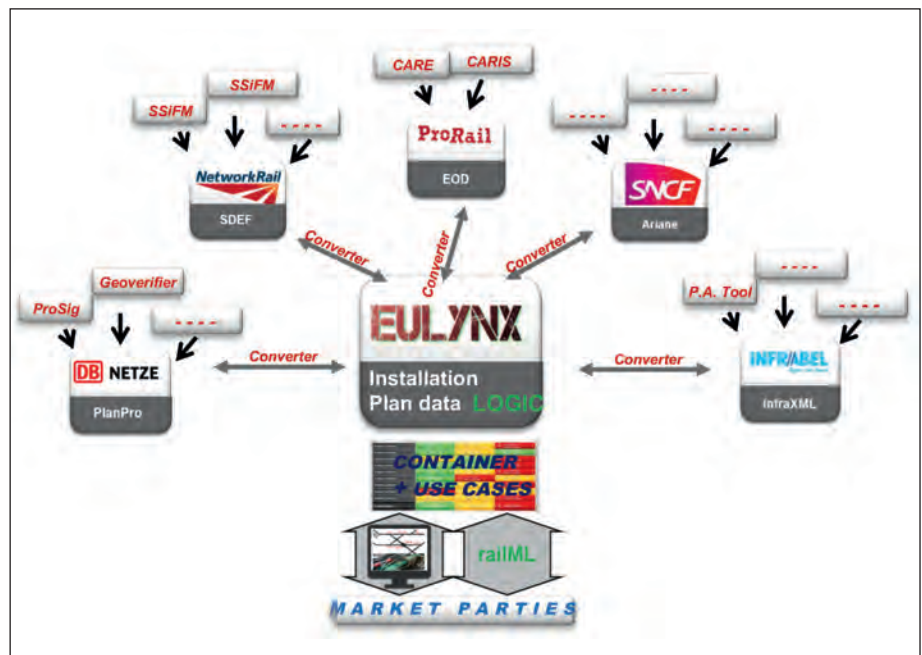 CARE
CARIS
SSiFM
SSiFM
- - - -
ProRail
EOD
- - - -
- - - -
- - - -
NetworkRail
SDEF
SNCF
Ariane
Converter
Converter
Converter
ProSig
Geoverifier
- - - -
DB NETZE
PlanPro
Converter
EULYNX
Installation
Plan data LOGIC
Converter
P.A. Tool
- - - -
- - - -
INFRABEL
InfraXML
CONTAINER
+ USE CASES
railML
MARKET PARTIES